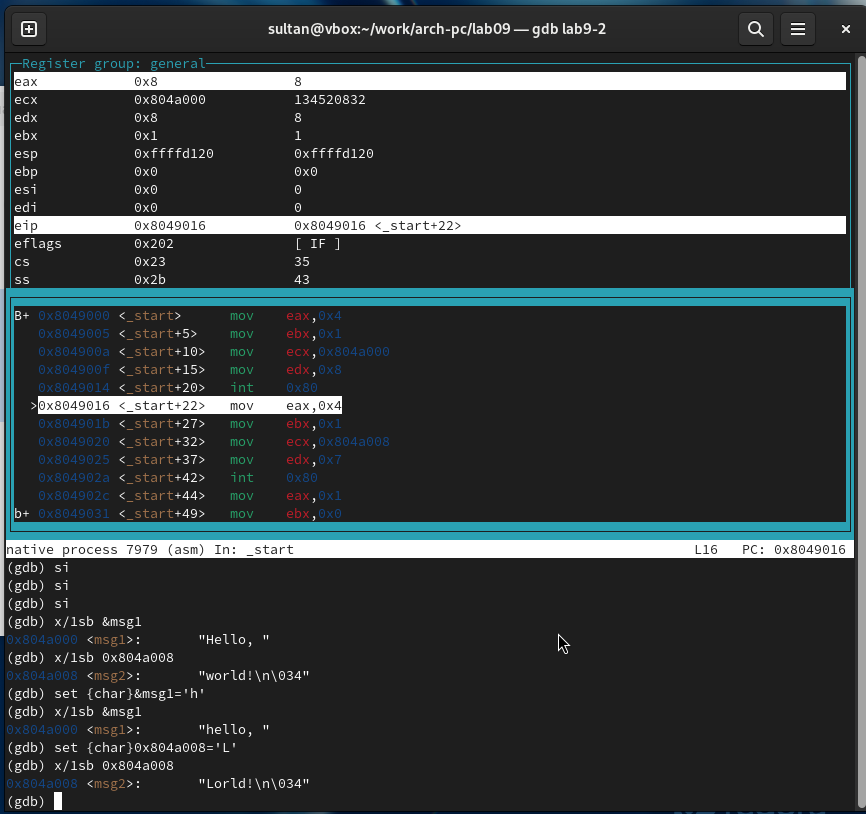 sultan@vbox:~/work/arch-pc/lab09 — gdb lab9-2
Register group: general
eax            0x8                 8
ecx            0x804a000           134520832
edx            0x8                 8
ebx            0x1                 1
esp            0xffffd120          0xffffd120
ebp            0x0                 0x0
esi            0x0                 0
edi            0x0                 0
eip            0x8049016           0x8049016 <_start+22>
eflags         0x202               [ IF ]
cs             0x23                35
ss             0x2b                43
B+ 0x8049000 <_start>      mov    eax,0x4
   0x8049005 <_start+5>    mov    ebx,0x1
   0x804900a <_start+10>   mov    ecx,0x804a000
   0x804900f <_start+15>   mov    edx,0x8
   0x8049014 <_start+20>   int    0x80
  >0x8049016 <_start+22>   mov    eax,0x4
   0x804901b <_start+27>   mov    ebx,0x1
   0x8049020 <_start+32>   mov    ecx,0x804a008
   0x8049025 <_start+37>   mov    edx,0x7
   0x804902a <_start+42>   int    0x80
   0x804902c <_start+44>   mov    eax,0x1
b+ 0x8049031 <_start+49>   mov    ebx,0x0
native process 7979 (asm) In: _start                                                  L16   PC: 0x8049016
(gdb) si
(gdb) si
(gdb) si
(gdb) x/1sb &msg1
0x804a000 <msg1>:       "Hello, "
(gdb) x/1sb 0x804a008
0x804a008 <msg2>:       "world!\n\034"
(gdb) set {char}&msg1='h'
(gdb) x/1sb &msg1
0x804a000 <msg1>:       "hello, "
(gdb) set {char}0x804a008='L'
(gdb) x/1sb 0x804a008
0x804a008 <msg2>:       "Lorld!\n\034"
(gdb)